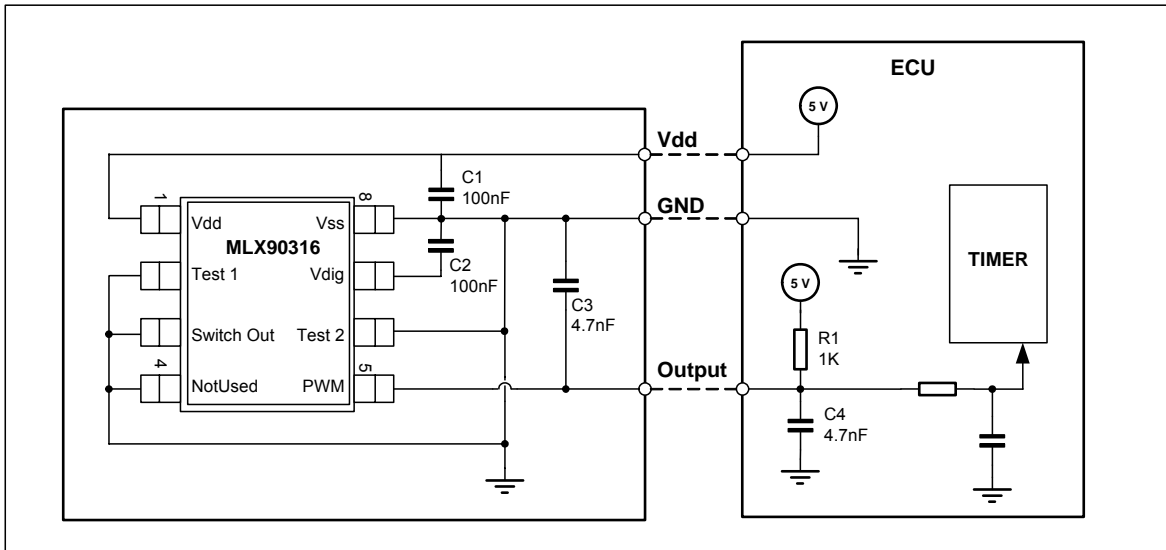 ECU
5 V
Vdd
C1
100nF
1
8
Vdd
Vss
GND
MLX90316
C2
100nF
Test 1
Vdig
TIMER
5 V
C3
4.7nF
Switch Out
Test 2
R1
1K
4
5
NotUsed
PWM
Output
C4
4.7nF